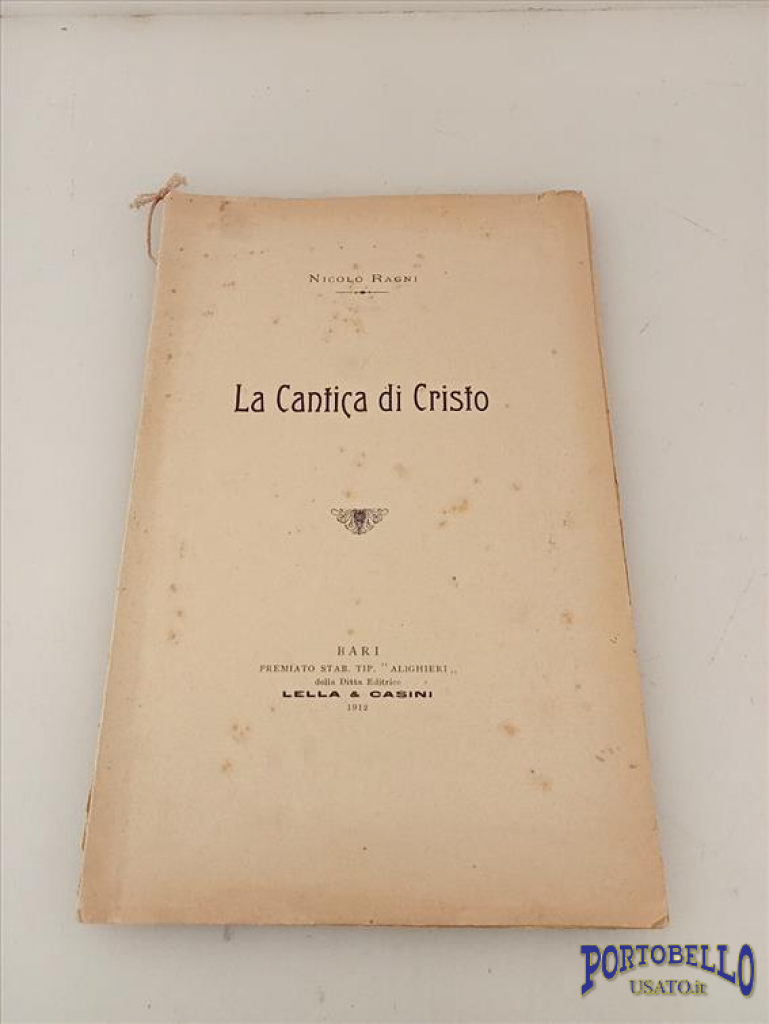 NICOLO RAGNI
La Cantica di Cristo
BARI
PREMIATO STAB. TIP. "ALIGHIERI„
della Ditta Editrice
LELLA & CASINI
1912
PORTOBELLO
USATO.it